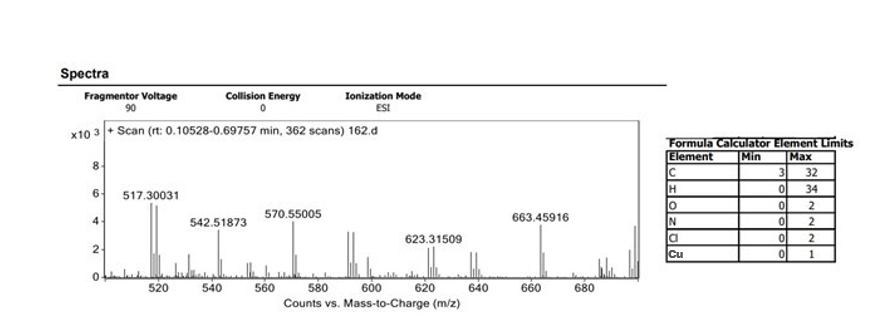 Spectra
Fragmentor Voltage Collision Energy Ionization Mode
90 0 ESI
x10 3 + Scan (rt: 0.10528-0.69757 min, 362 scans) 162.d
8
6
517.30031
4
542.51873 570.55005 663.45916
623.31509
2
0
520 540 560 580 600 620 640 660 680
Counts vs. Mass-to-Charge (m/z)
Formula Calculator Element Limits
Element Min Max
C 3 32
H 0 34
O 0 2
N 0 2
Cl 0 2
Cu 0 1